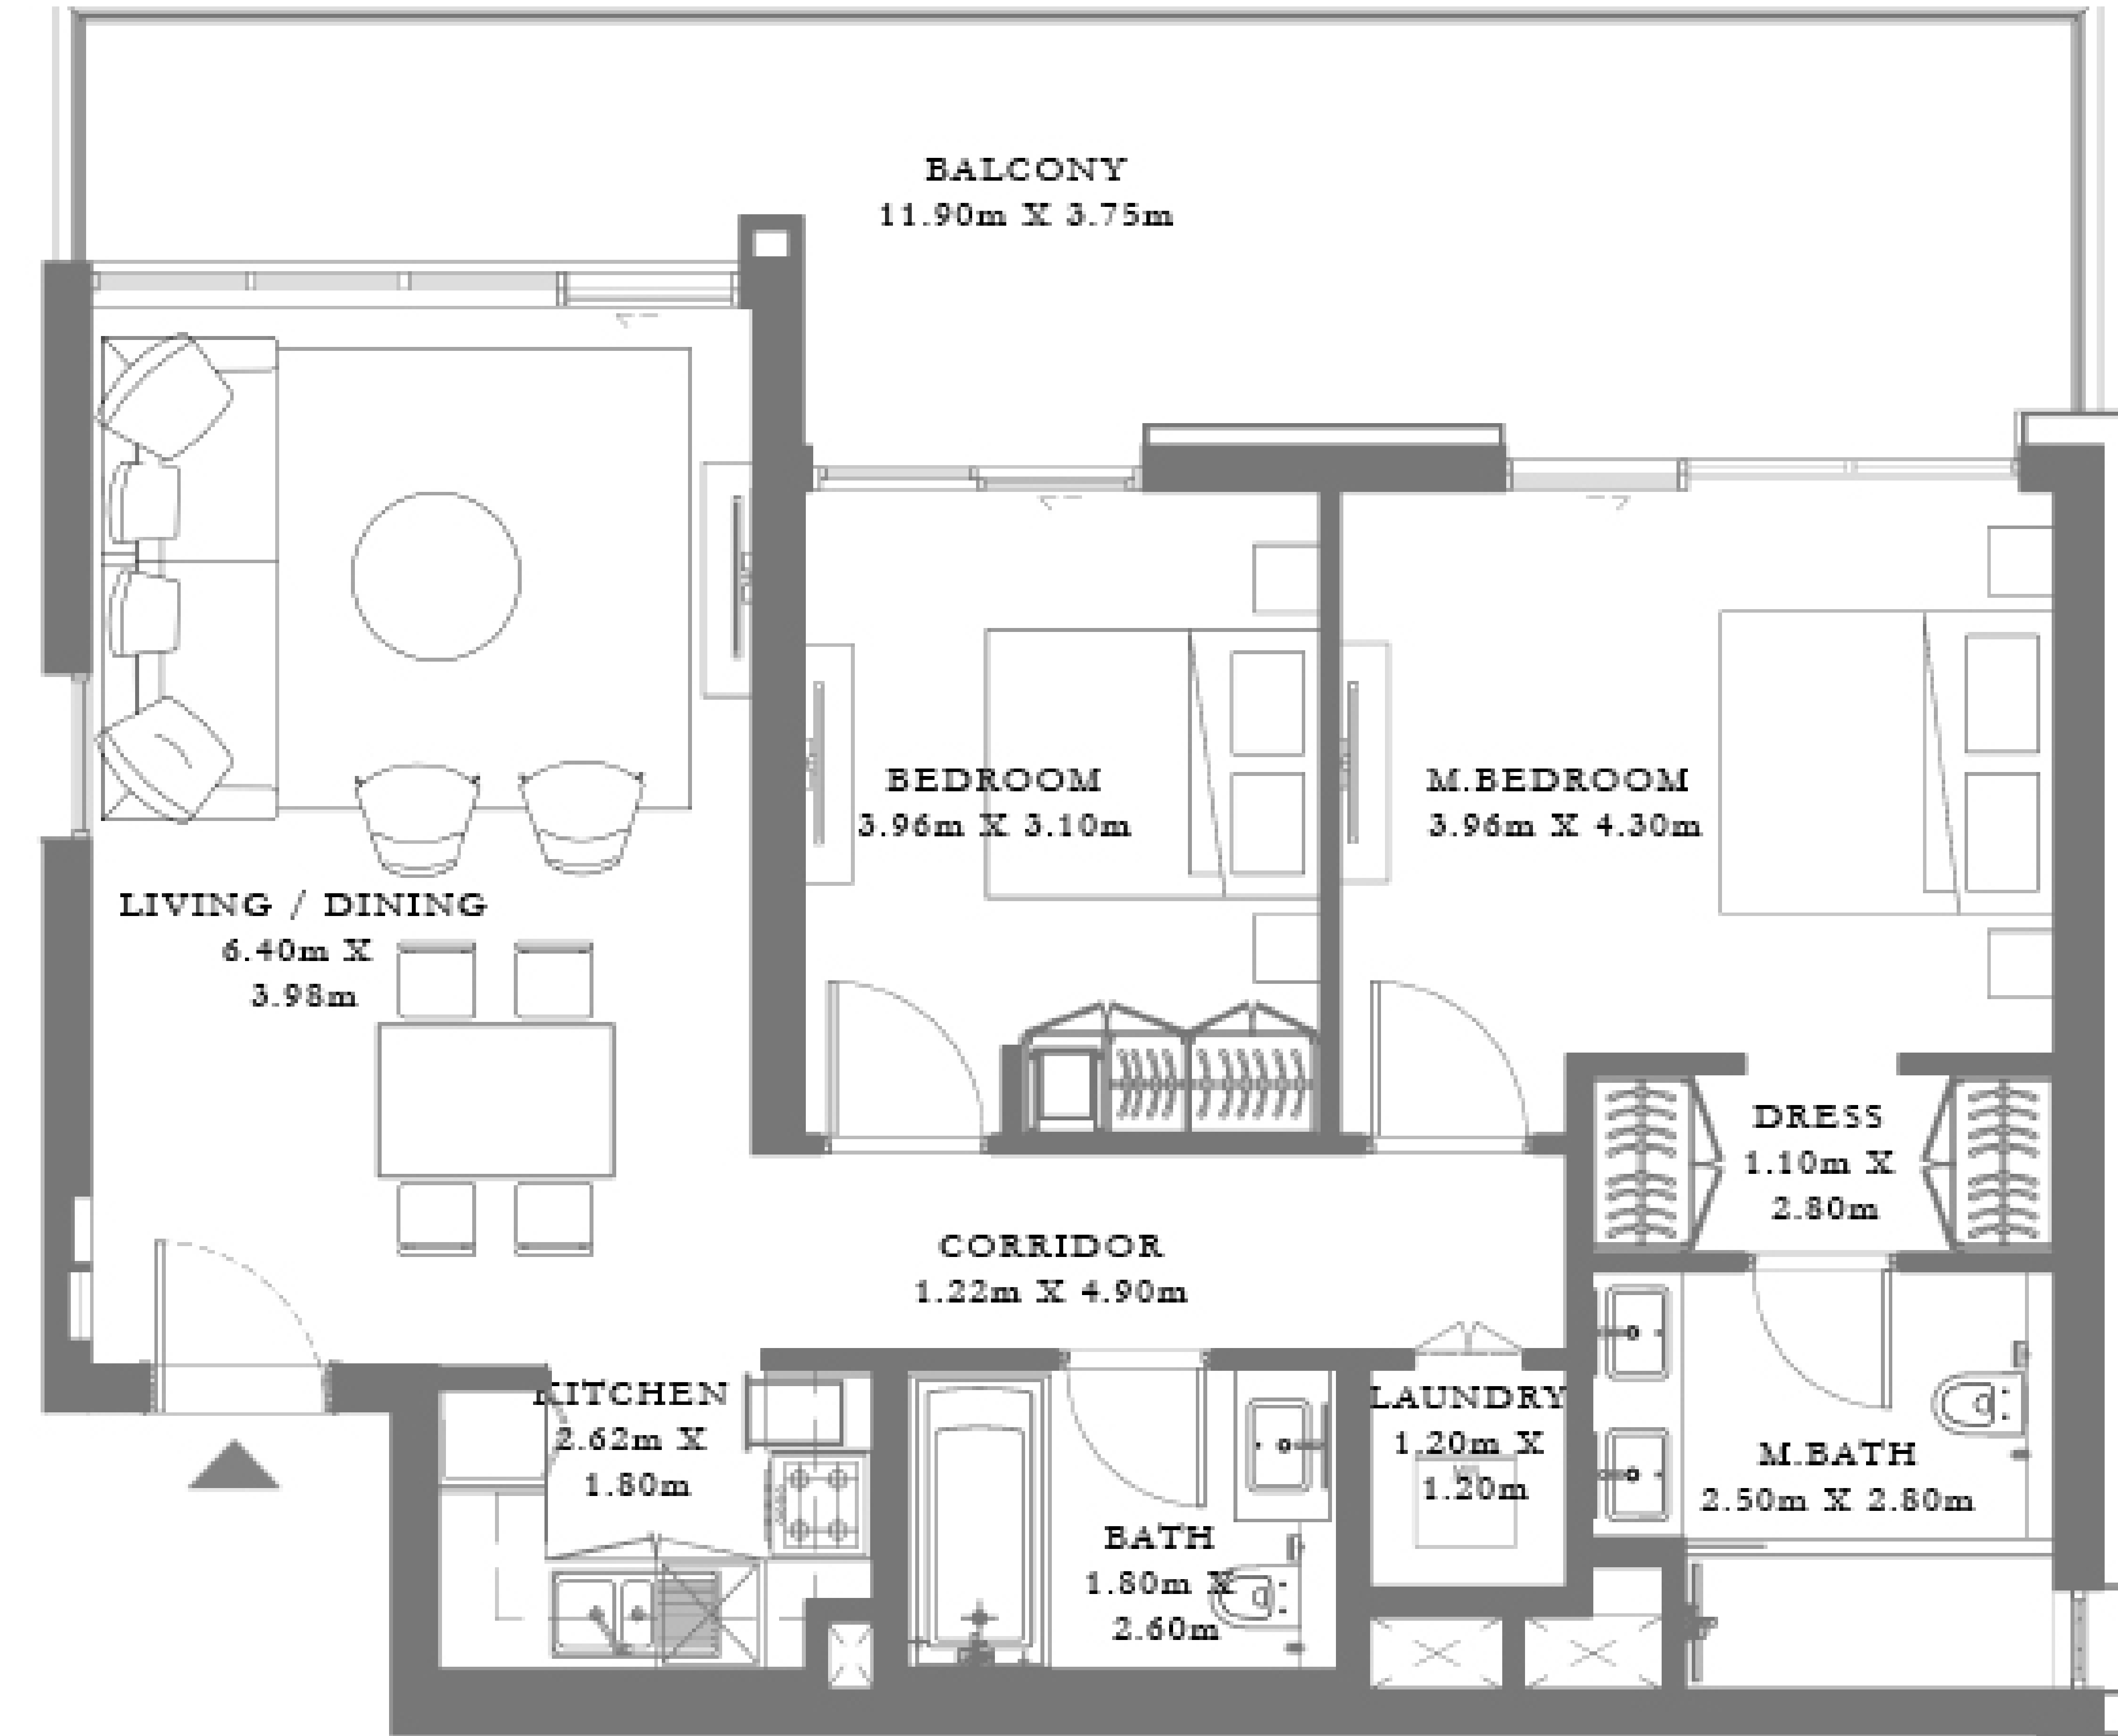 BALCONY
11.90m X 3.75m
BEDROOM
3.96m X 3.10m
M.BEDROOM
3.96m X 4.30m
LIVING / DINING
6.40m X
3.98m
DRESS
1.10m X
2.80m
CORRIDOR
1.22m X 4.90m
KITCHEN
2.62m X
1.80m
LAUNDRY
1.20m X
1.20m
M.BATH
2.50m X 2.80m
BATH
1.80m X
2.60m